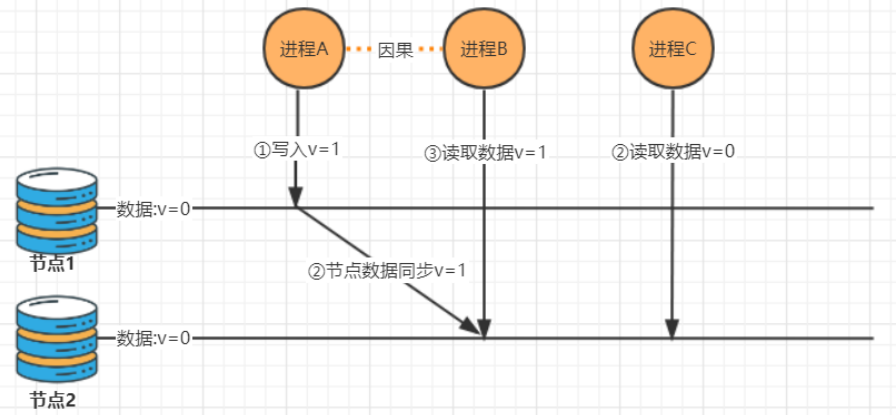 进程A
因果
进程B
进程C
①写入v=1
③读取数据v=1
②读取数据v=0
数据:v=0
节点1
②节点数据同步v=1
数据:v=0
节点2